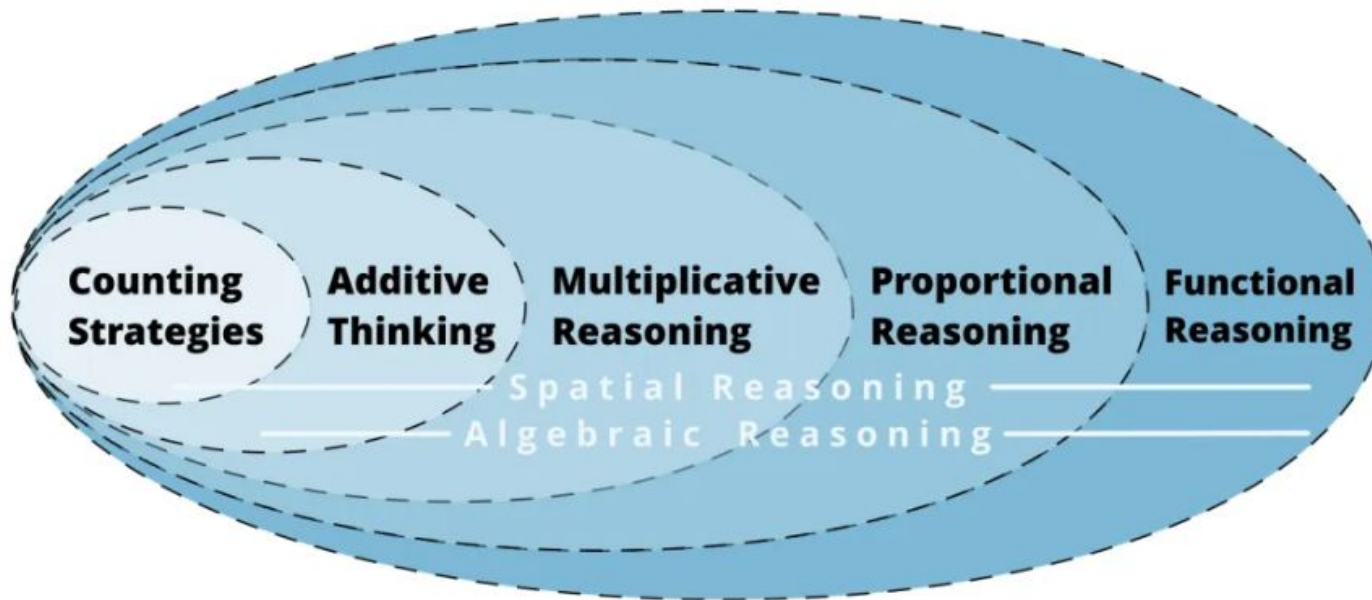 Counting Strategies
Additive Thinking
Multiplicative Reasoning
Proportional Reasoning
Functional Reasoning
Spatial Reasoning
Algebraic Reasoning